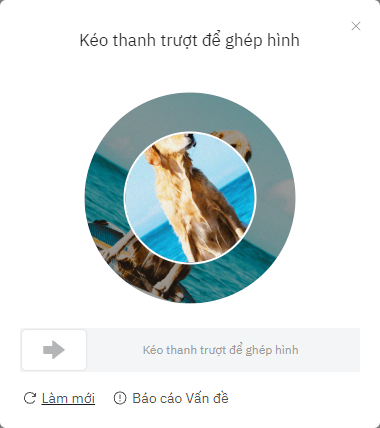 Kéo thanh trượt để ghép hình
Kéo thanh trượt để ghép hình
Làm mới
Báo cáo Vấn đề